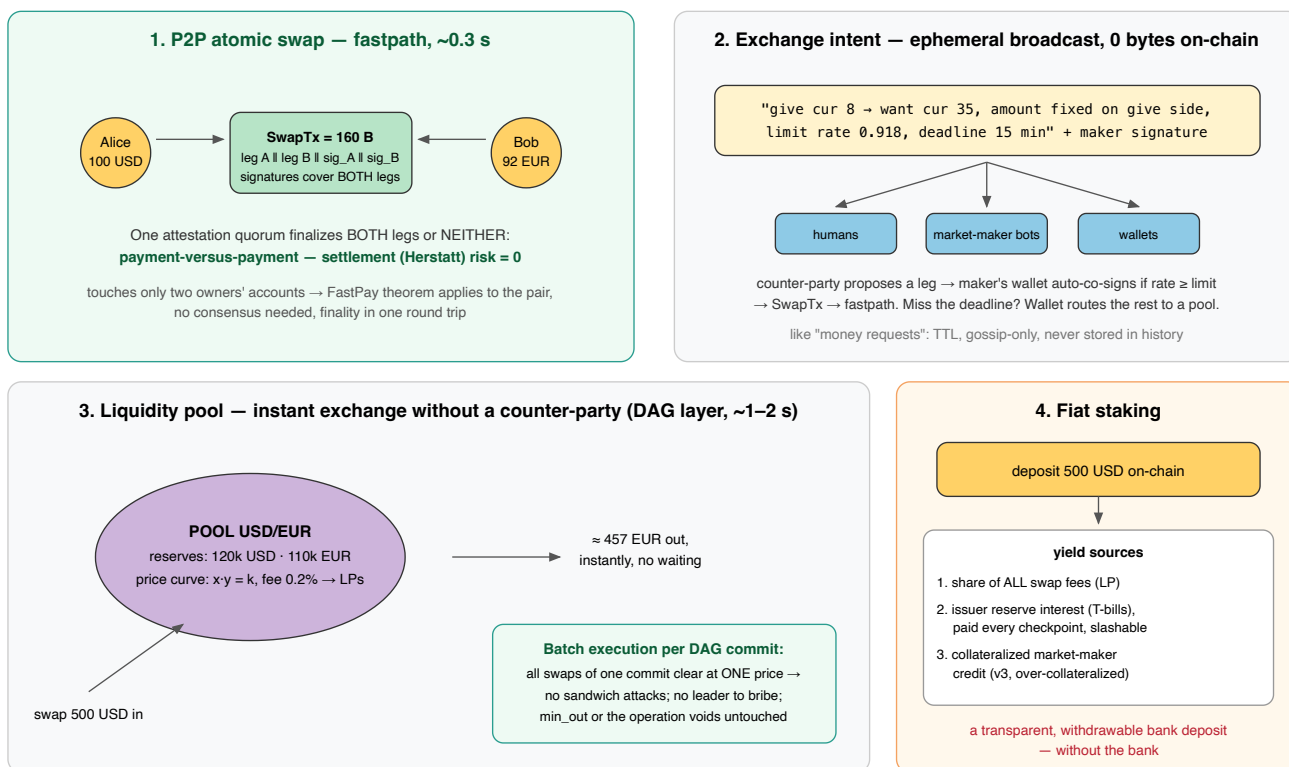 1. P2P atomic swap — fastpath, ~0.3 s
Alice
100 USD
SwapTx = 160 B
leg A ‖ leg B ‖ sig_A ‖ sig_B
signatures cover BOTH legs
Bob
92 EUR
One attestation quorum finalizes BOTH legs or NEITHER:
payment-versus-payment — settlement (Herstatt) risk = 0
touches only two owners' accounts → FastPay theorem applies to the pair,
no consensus needed, finality in one round trip
2. Exchange intent — ephemeral broadcast, 0 bytes on-chain
"give cur 8 → want cur 35, amount fixed on give side,
limit rate 0.918, deadline 15 min" + maker signature
humans
market-maker bots
wallets
counter-party proposes a leg → maker's wallet auto-co-signs if rate ≥ limit
→ SwapTx → fastpath. Miss the deadline? Wallet routes the rest to a pool.
like "money requests": TTL, gossip-only, never stored in history
3. Liquidity pool — instant exchange without a counter-party (DAG layer, ~1–2 s)
POOL USD/EUR
reserves: 120k USD · 110k EUR
price curve: x·y = k, fee 0.2% → LPs
≈ 457 EUR out,
instantly, no waiting
swap 500 USD in
Batch execution per DAG commit:
all swaps of one commit clear at ONE price →
no sandwich attacks; no leader to bribe;
min_out or the operation voids untouched
4. Fiat staking
deposit 500 USD on-chain
yield sources
1. share of ALL swap fees (LP)
2. issuer reserve interest (T-bills),
paid every checkpoint, slashable
3. collateralized market-maker
credit (v3, over-collateralized)
a transparent, withdrawable bank deposit
— without the bank